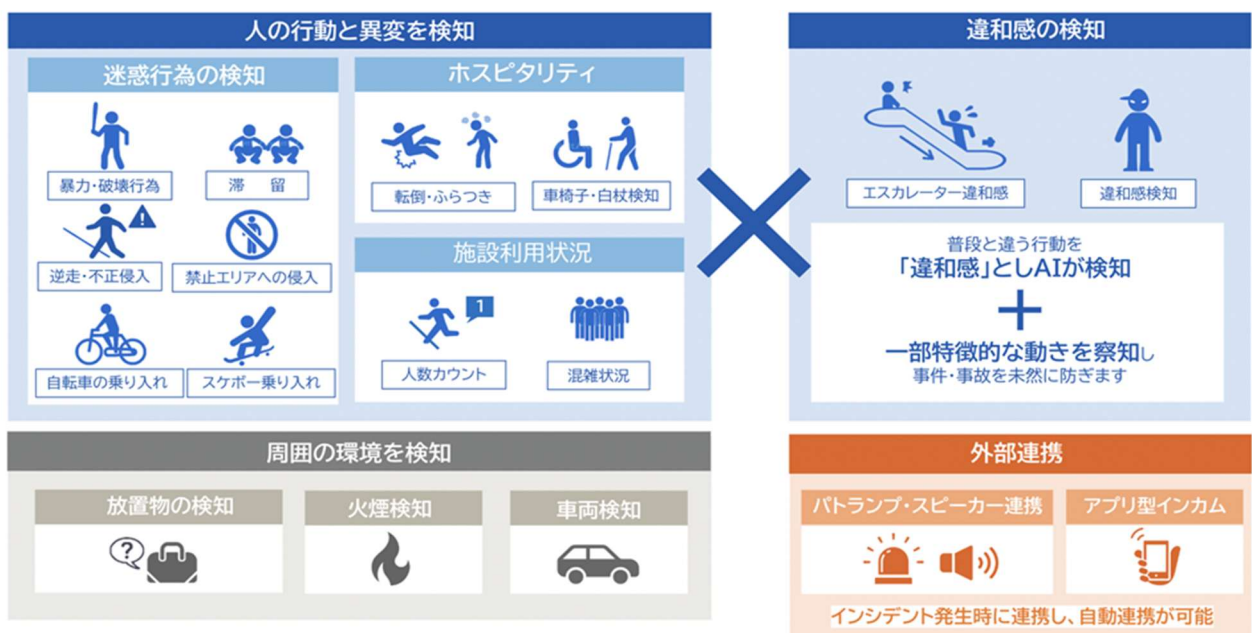 人の行動と異変を検知
迷惑行為の検知
暴力・破壊行為
滞　留
逆走・不正侵入
禁止エリアへの侵入
自転車の乗り入れ
スケボー乗り入れ
ホスピタリティ
転倒・ふらつき
車椅子・白杖検知
施設利用状況
1
人数カウント
混雑状況
違和感の検知
エスカレーター違和感
違和感検知
普段と違う行動を
「違和感」としAIが検知
一部特徴的な動きを察知し
事件・事故を未然に防ぎます
周囲の環境を検知
放置物の検知
?
火煙検知
車両検知
外部連携
パトランプ・スピーカー連携
アプリ型インカム
インシデント発生時に連携し、自動連携が可能